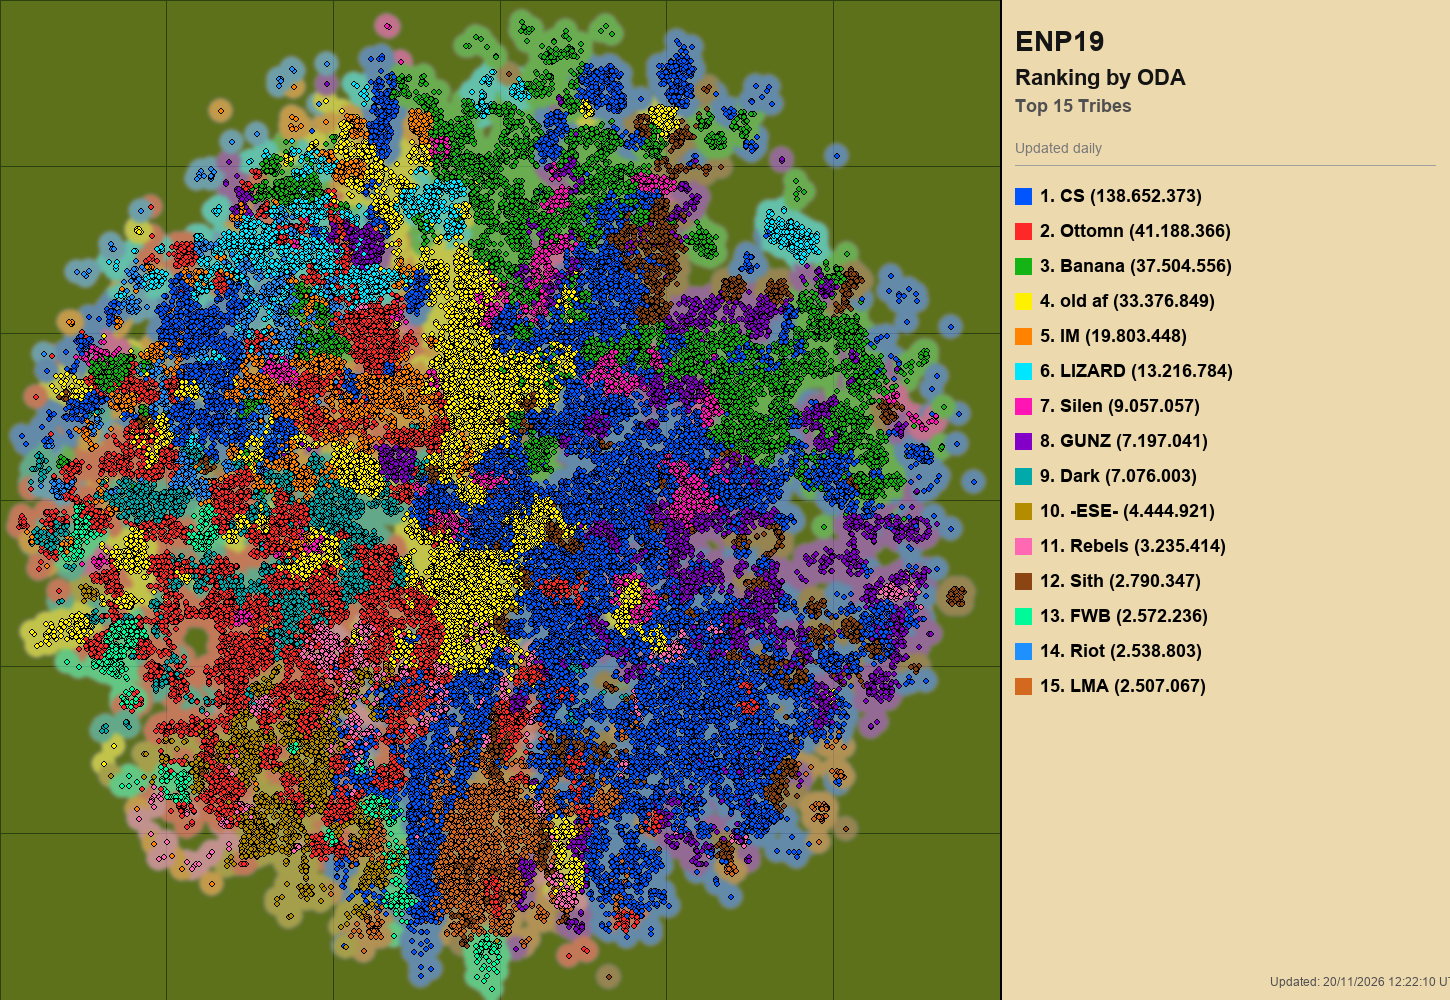 ENP19
Ranking by ODA
Top 15 Tribes
Updated daily
1. CS (138.652.373)
2. Ottomn (41.188.366)
3. Banana (37.504.556)
4. old af (33.376.849)
5. IM (19.803.448)
6. LIZARD (13.216.784)
7. Silen (9.057.057)
8. GUNZ (7.197.041)
9. Dark (7.076.003)
10. -ESE- (4.444.921)
11. Rebels (3.235.414)
12. Sith (2.790.347)
13. FWB (2.572.236)
14. Riot (2.538.803)
15. LMA (2.507.067)
Updated: 20/11/2026 12:22:10 U